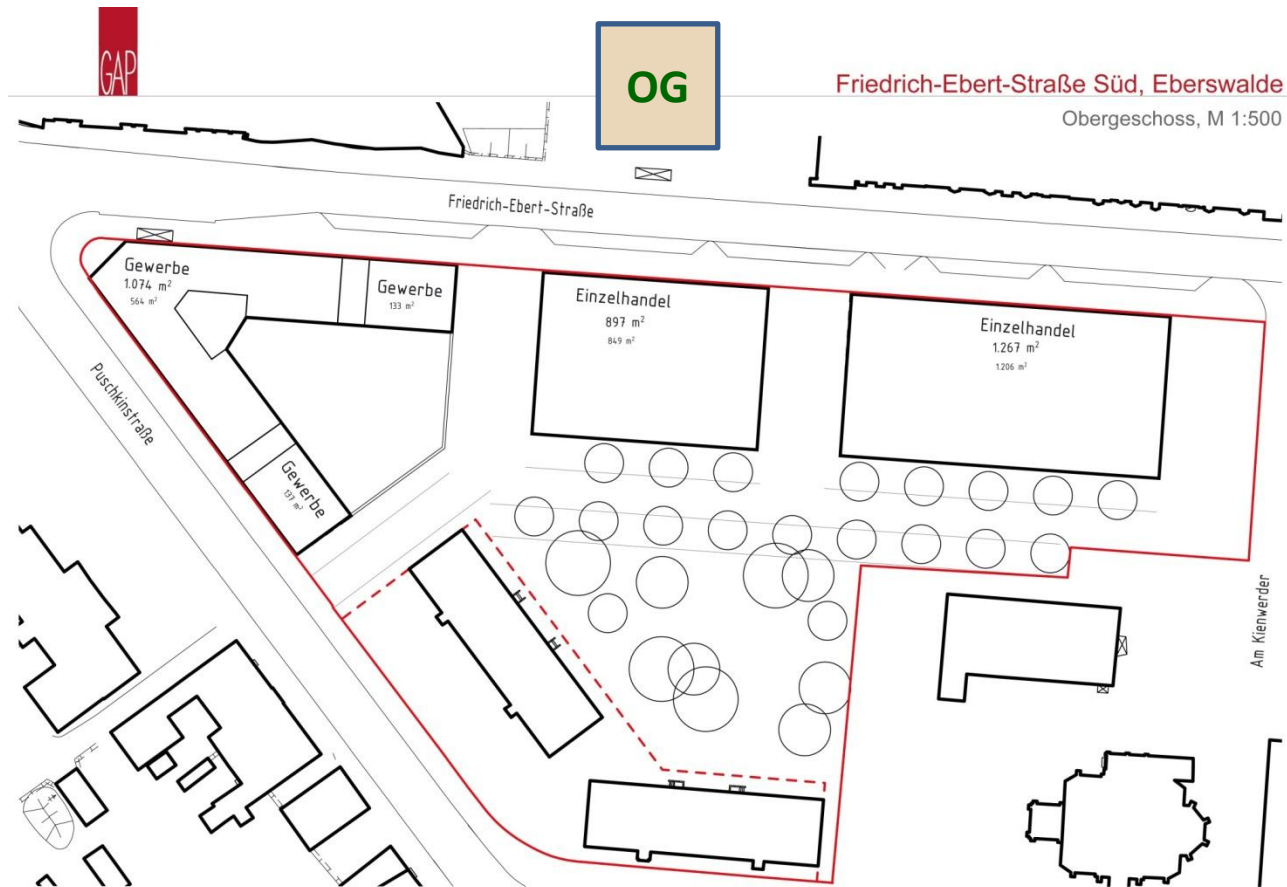 GAP
OG
Friedrich-Ebert-Straße Süd, Eberswalde
Obergeschoss, M 1:500
Friedrich-Ebert-Straße
Gewerbe
1.074 m²
564 m²
Gewerbe
133 m²
Einzelhandel
897 m²
849 m²
Einzelhandel
1.267 m²
1.206 m²
Puschkinstraße
Gewerbe
137 m²
Am Kienwerder